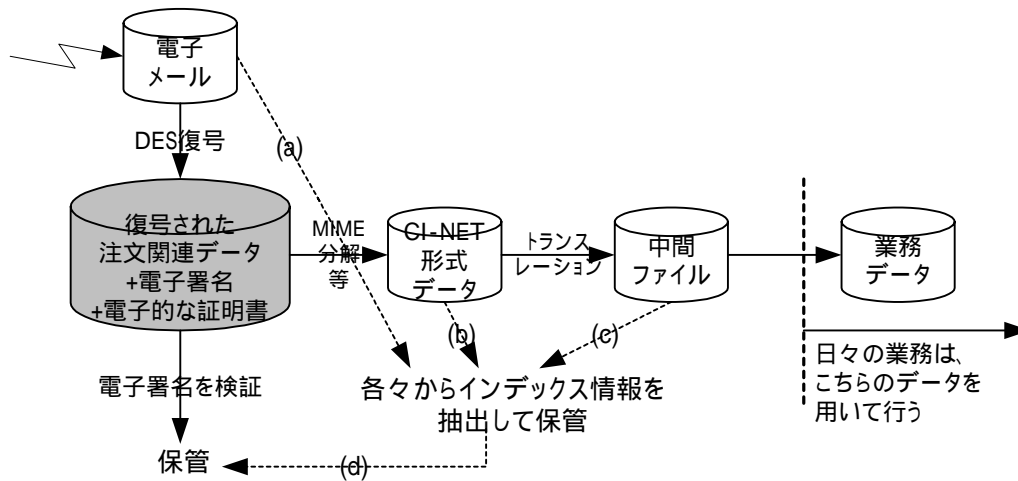 電子
メール
DES復号
(a)
復号された
注文関連データ
+電子署名
+電子的な証明書
MIME
分解
等
CI-NET
形式
データ
トランス
レーション
中間
ファイル
業務
データ
(b)
(c)
電子署名を検証
各々からインデックス情報を
抽出して保管
日々の業務は、
こちらのデータを
用いて行う
保管
(d)